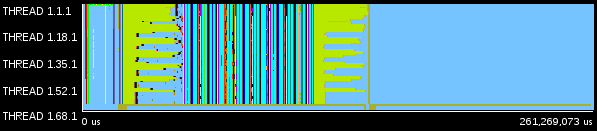 THREAD 1.1.1
THREAD 1.18.1
THREAD 1.35.1
THREAD 1.52.1
THREAD 1.68.1
0 us 261,269,073 us